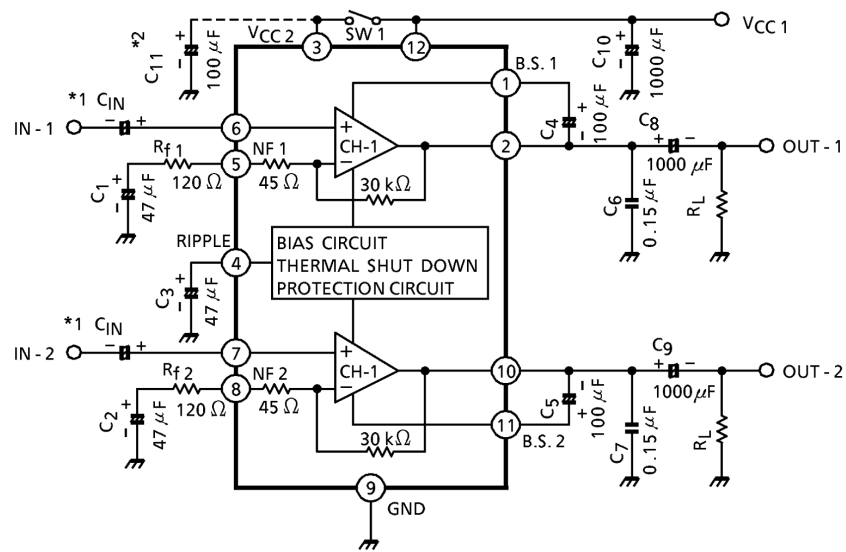 *2
C11
+
-
100 μF
VCC 2
3
SW 1
12
VCC 1
C10
+
-
1000 μF
B.S. 1
1
C4
+
-
100 μF
*1 CIN
IN - 1
- +
6
+
CH-1
-
2
C8
+ -
1000 μF
OUT - 1
Rf 1
120 Ω
5
NF 1
45 Ω
30 kΩ
C1
+
-
47 μF
C6
0.15 μF
RL
RIPPLE
4
BIAS CIRCUIT
THERMAL SHUT DOWN
PROTECTION CIRCUIT
C3
+
-
47 μF
*1 CIN
IN - 2
- +
7
+
CH-1
-
10
C9
+ -
1000 μF
OUT - 2
Rf 2
120 Ω
8
NF 2
45 Ω
30 kΩ
C2
+
-
47 μF
C5
-
+
100 μF
11
B.S. 2
C7
0.15 μF
RL
9
GND